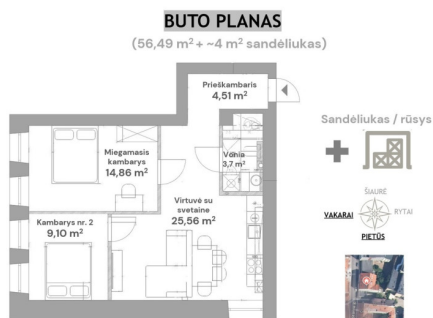 BUTO PLANAS
(56,49 m² + ~4 m² sandėliukas)
Prieškambaris
4,51 m²
Sandėliukas / rūsys
Miegamasis
kambarys
14,86 m²
Vonia
3,7 m²
Virtuvė su
svetaine
25,56 m²
Kambarys nr. 2
9,10 m²
ŠIAURĖ
VAKARAI
RYTAI
PIETŪS